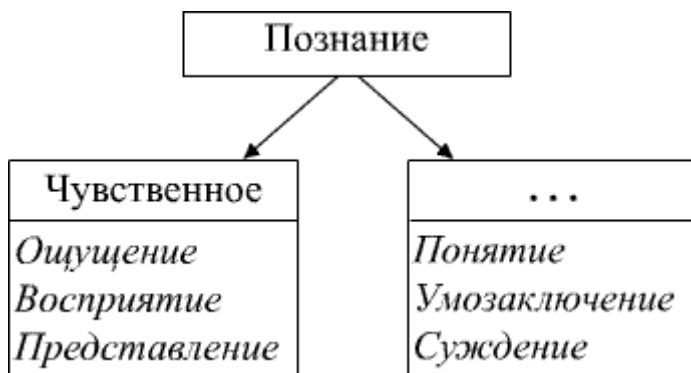 Познание
Чувственное
Ощущение
Восприятие
Представление
...
Понятие
Умозаключение
Суждение